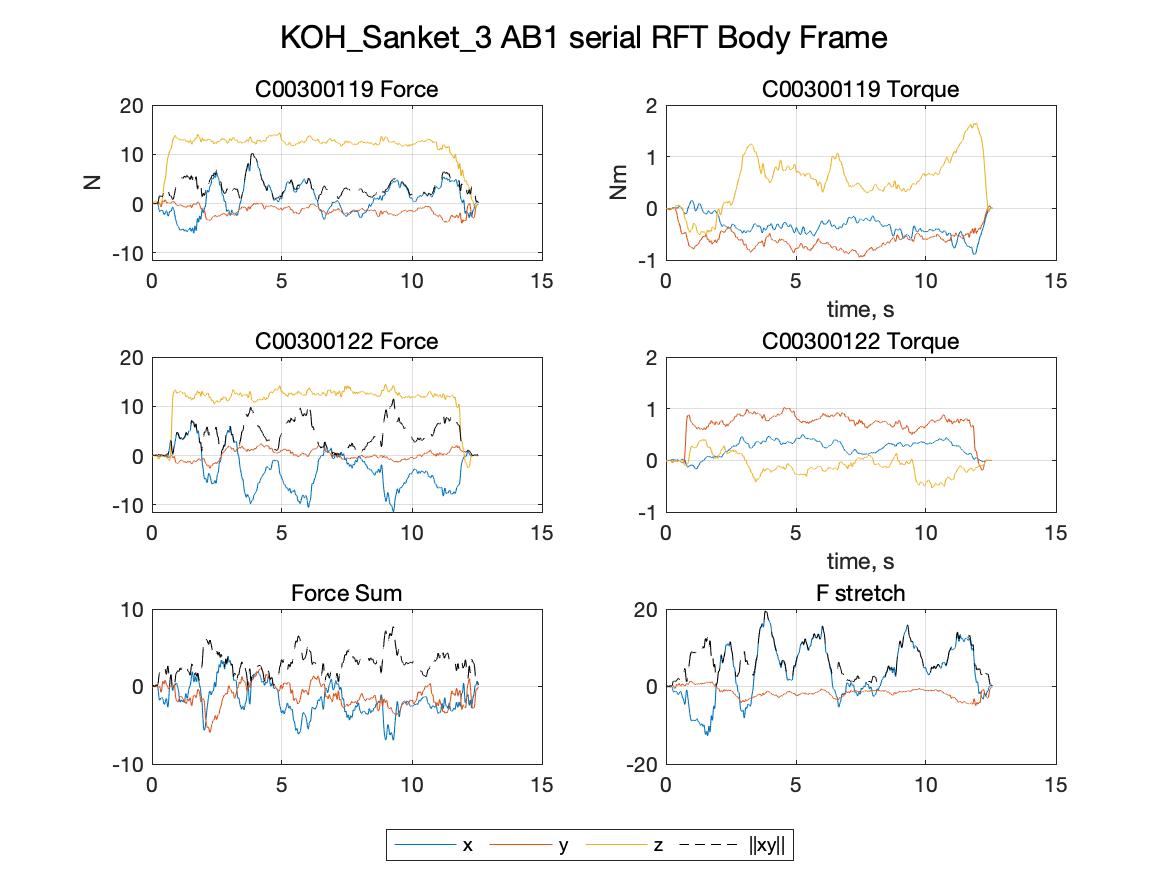 KOH_Sanket_3 AB1 serial RFT Body Frame
C00300119 Force
20
10
0
-10
N
0 5 10 15
C00300119 Torque
2
1
0
-1
Nm
0 5 10 15
time, s
C00300122 Force
20
10
0
-10
0 5 10 15
C00300122 Torque
2
1
0
-1
0 5 10 15
time, s
Force Sum
10
0
-10
0 5 10 15
F stretch
20
0
-20
0 5 10 15
x y z ||xy||